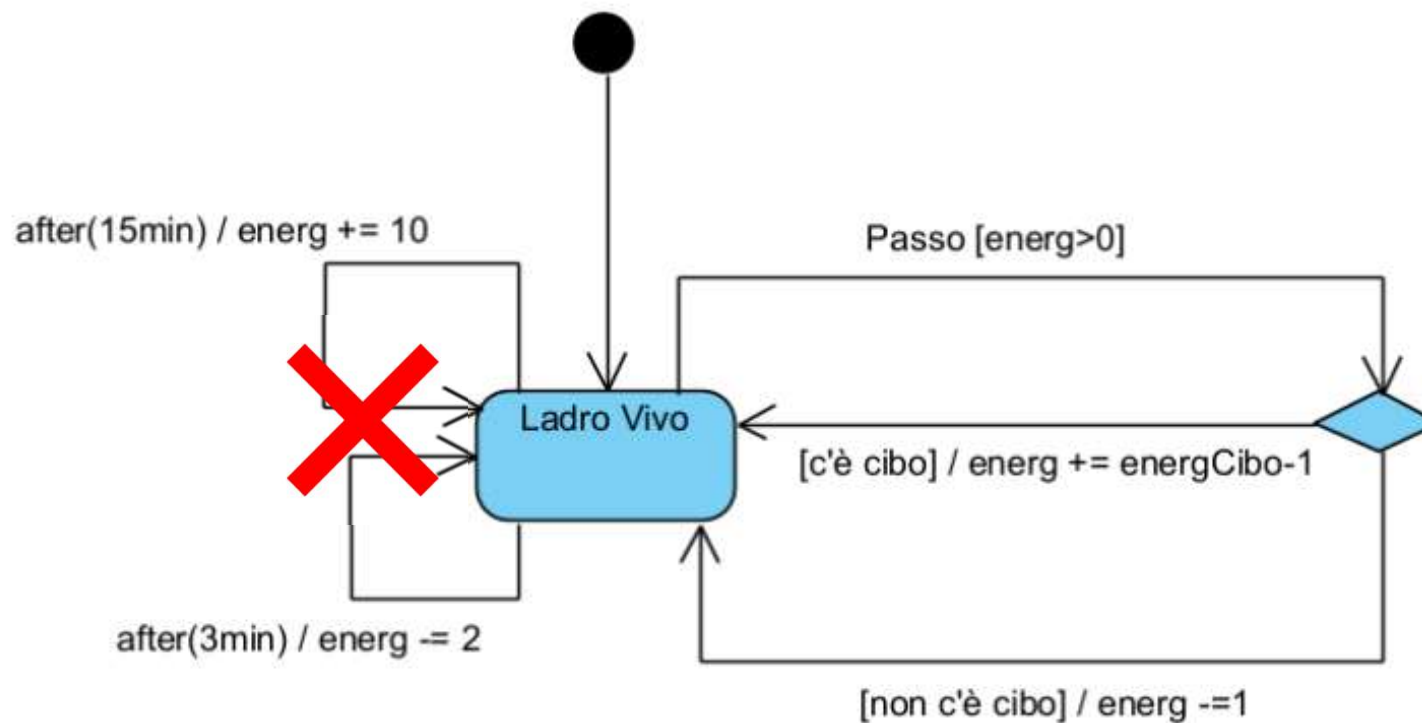 after(15min) / energ += 10
Passo [energ>0]
Ladro Vivo
[c'è cibo] / energ += energCibo-1
after(3min) / energ -= 2
[non c'è cibo] / energ -=1